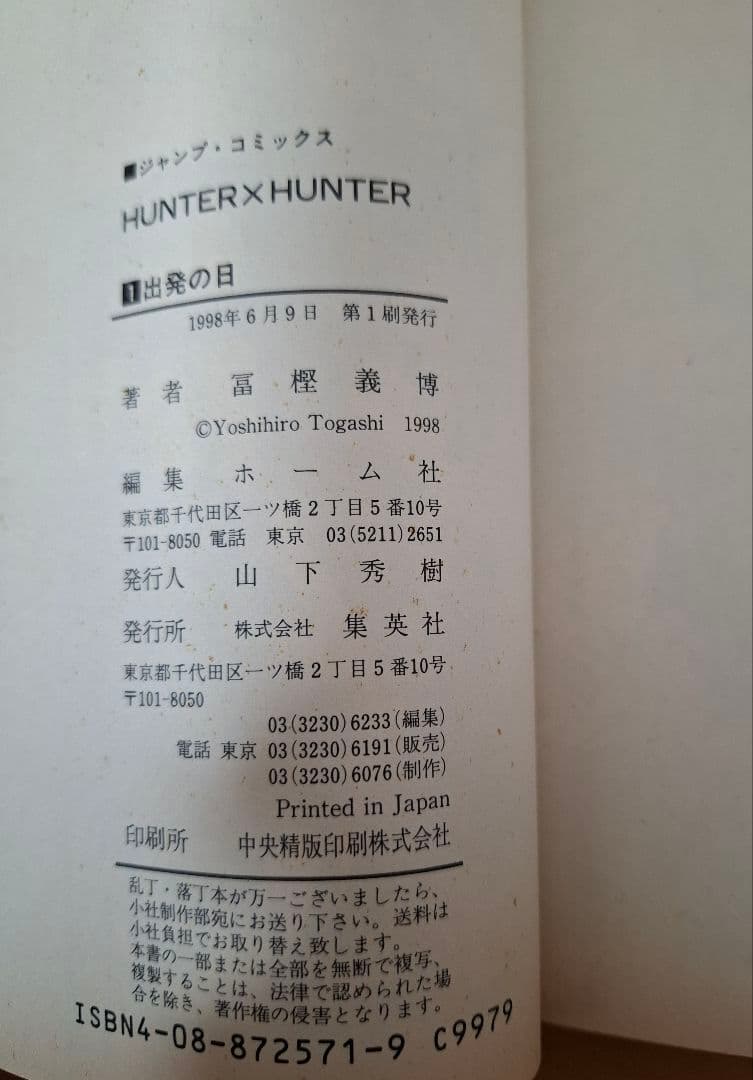 ■ジャンプ・コミックス
HUNTER×HUNTER
1出発の日
1998年6月9日 第1刷発行
著者 冨樫義博
©Yoshihiro Togashi 1998
編集 ホーム社
東京都千代田区一ツ橋2丁目5番10号
〒101-8050 電話 東京 03(5211)2651
発行人 山下秀樹
発行所 株式会社 集英社
東京都千代田区一ツ橋2丁目5番10号
〒101-8050
03(3230)6233(編集)
電話 東京 03(3230)6191(販売)
03(3230)6076(制作)
Printed in Japan
印刷所 中央精版印刷株式会社
乱丁・落丁本が万一ございましたら、
小社制作部宛にお送り下さい。送料は
小社負担でお取り替え致します。
本書の一部または全部を無断で複写、
複製することは、法律で認められた場
合を除き、著作権の侵害となります。
ISBN4-08-872571-9 C9979